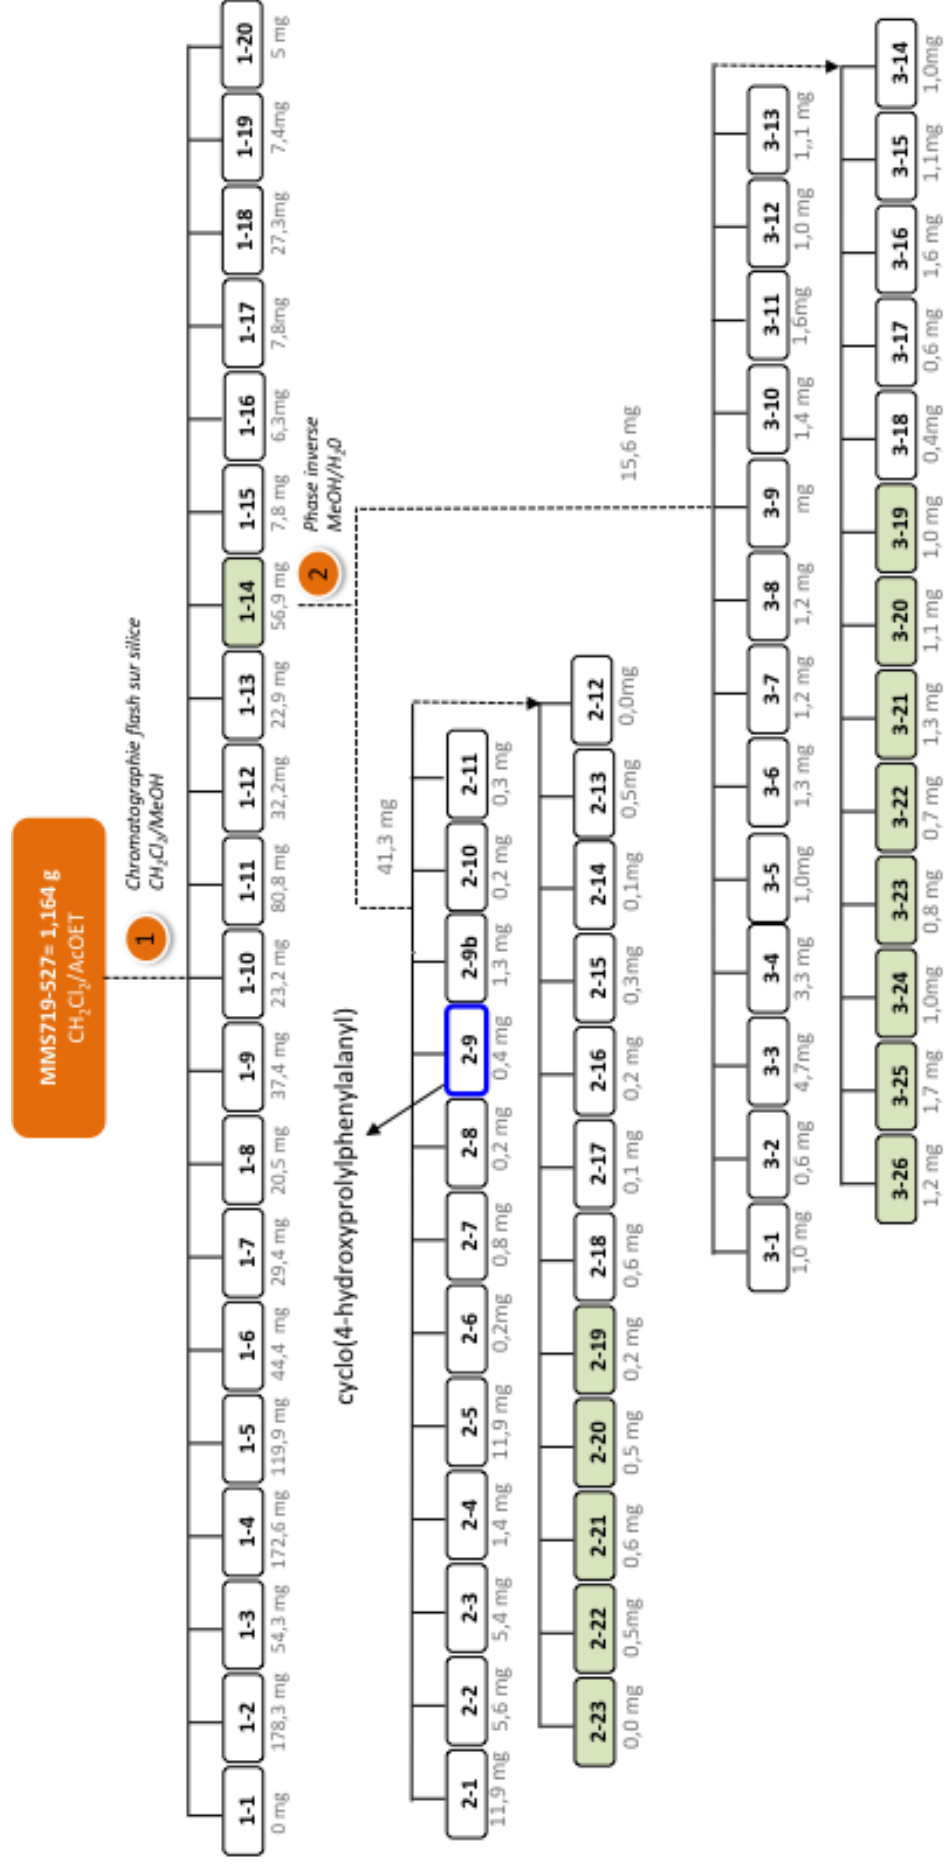 MMS719-527= 1,164 g
CH₂Cl₂/AcOET
1
Chromatographie flash sur silice
CH₂Cl₂/MeOH
1-1
0 mg
1-2
178,3 mg
1-3
54,3 mg
1-4
172,6 mg
1-5
119,9 mg
1-6
44,4 mg
1-7
29,4 mg
1-8
20,5 mg
1-9
37,4 mg
1-10
23,2 mg
1-11
80,8 mg
1-12
32,2mg
1-13
22,9 mg
1-14
56,9 mg
1-15
7,8 mg
1-16
6,3mg
1-17
7,8mg
1-18
27,3mg
1-19
7,4mg
1-20
5 mg
2
Phase inverse
MeOH/H₂O
cyclo(4-hydroxyprolylphenylalanyl)
41,3 mg
15,6 mg
2-1
11,9 mg
2-2
5,6 mg
2-3
5,4 mg
2-4
1,4 mg
2-5
11,9 mg
2-6
0,2mg
2-7
0,8 mg
2-8
0,2 mg
2-9
0,4 mg
2-9b
1,3 mg
2-10
0,2 mg
2-11
0,3 mg
2-23
0,0 mg
2-22
0,5mg
2-21
0,6 mg
2-20
0,5 mg
2-19
0,2 mg
2-18
0,6 mg
2-17
0,1 mg
2-16
0,2 mg
2-15
0,3mg
2-14
0,1mg
2-13
0,5mg
2-12
0,0mg
3-1
1,0 mg
3-2
0,6 mg
3-3
4,7mg
3-4
3,3 mg
3-5
1,0mg
3-6
1,3 mg
3-7
1,2 mg
3-8
1,2 mg
3-9
mg
3-10
1,4 mg
3-11
1,6mg
3-12
1,0 mg
3-13
1,,1 mg
3-26
1,2 mg
3-25
1,7 mg
3-24
1,0mg
3-23
0,8 mg
3-22
0,7 mg
3-21
1,3 mg
3-20
1,1 mg
3-19
1,0 mg
3-18
0,4mg
3-17
0,6 mg
3-16
1,6 mg
3-15
1,1mg
3-14
1,0mg